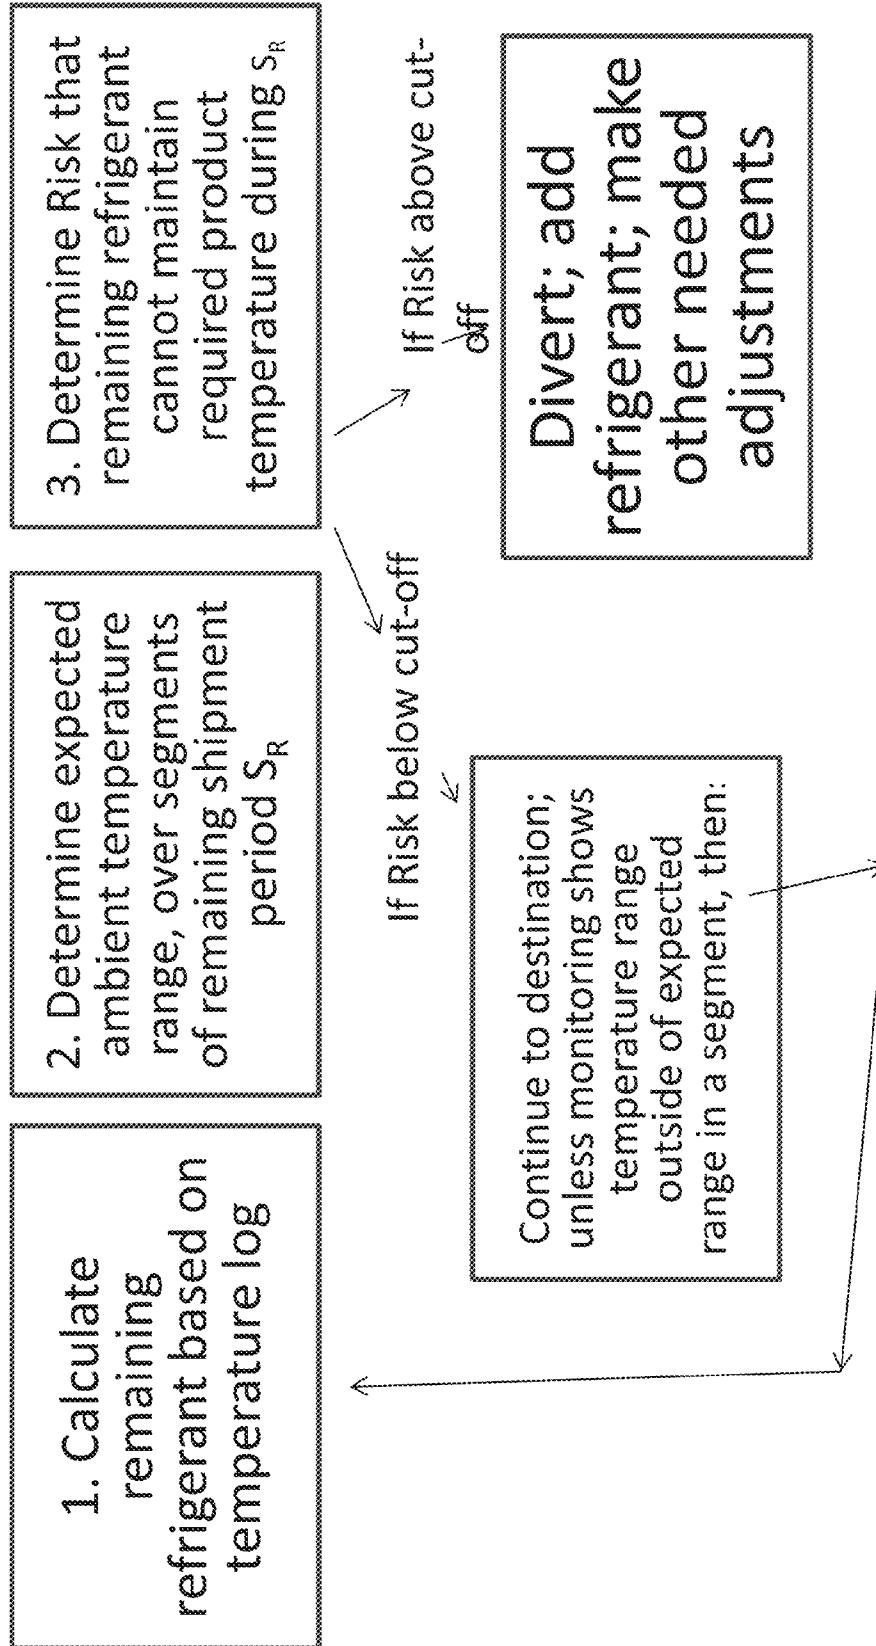 1. Calculate
remaining
refrigerant based on
temperature log
2. Determine expected
ambient temperature
range, over segments
of remaining shipment
period S_R
3. Determine Risk that
remaining refrigerant
cannot maintain
required product
temperature during S_R
If Risk below cut-off
If Risk above cut-
off
Continue to destination;
unless monitoring shows
temperature range
outside of expected
range in a segment, then:
Divert; add
refrigerant; make
other needed
adjustments